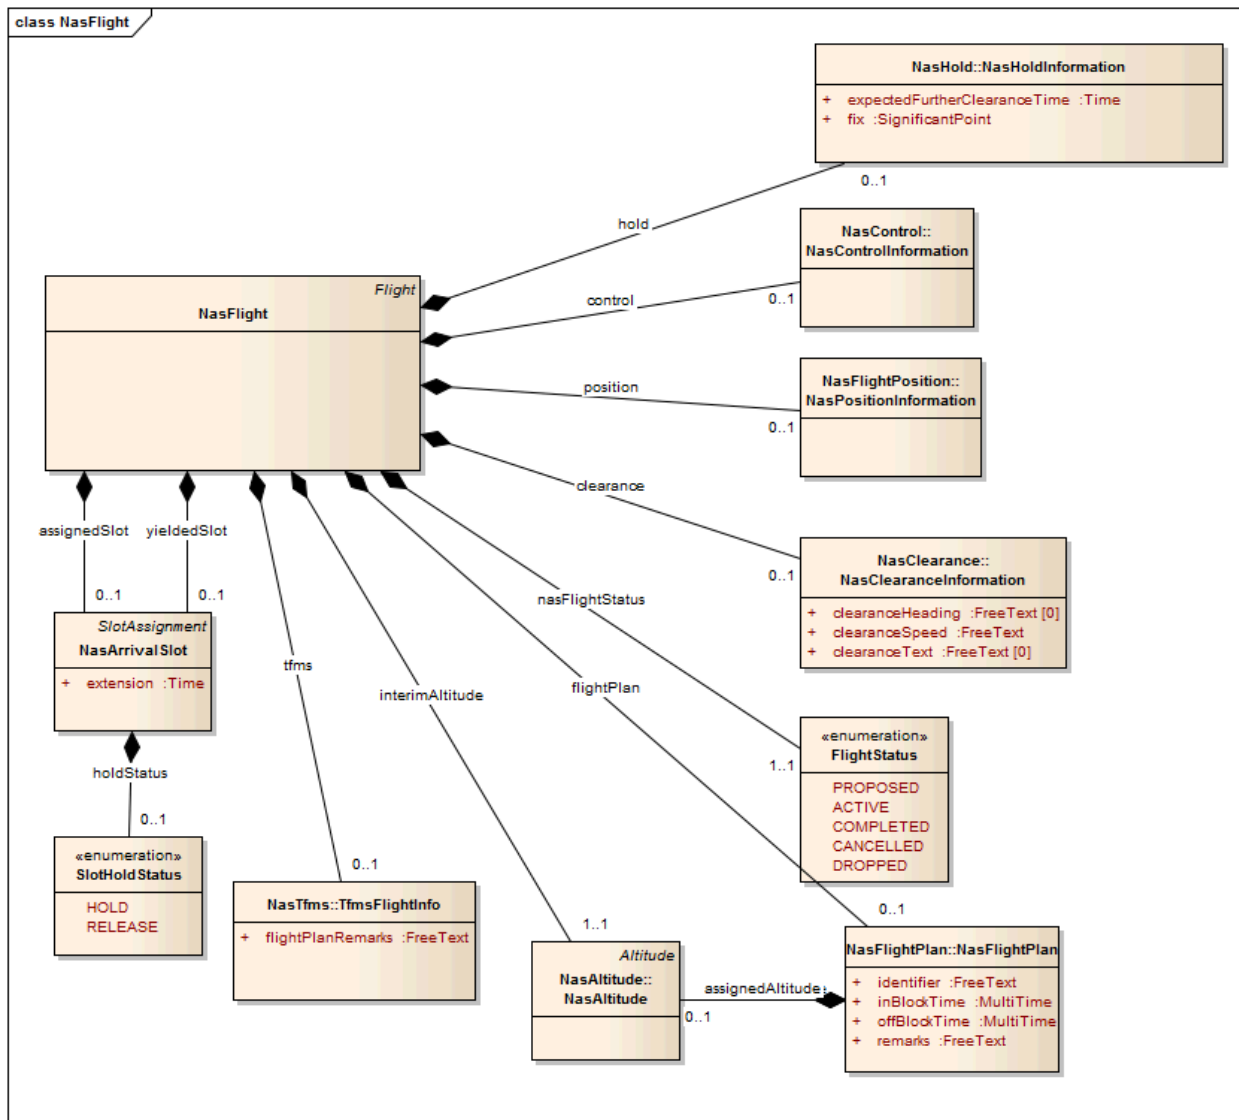 class NasFlight
NasHold::NasHoldInformation
+ expectedFurtherClearanceTime :Time
+ fix :SignificantPoint
0..1
hold
NasControl::
NasControlInformation
0..1
control
Flight
NasFlight
NasFlightPosition::
NasPositionInformation
0..1
position
clearance
NasClearance::
NasClearanceInformation
+ clearanceHeading :FreeText [0]
+ clearanceSpeed :FreeText
+ clearanceText :FreeText [0]
0..1
assignedSlot
yieldedSlot
0..1
0..1
nasFlightStatus
SlotAssignment
NasArrivalSlot
+ extension :Time
tfms
interimAltitude
flightPlan
«enumeration»
FlightStatus
PROPOSED
ACTIVE
COMPLETED
CANCELLED
DROPPED
1..1
holdStatus
0..1
«enumeration»
SlotHoldStatus
HOLD
RELEASE
0..1
NasTfms::TfmsFlightInfo
+ flightPlanRemarks :FreeText
1..1
Altitude
NasAltitude::
NasAltitude
assignedAltitude
0..1
0..1
NasFlightPlan::NasFlightPlan
+ identifier :FreeText
+ inBlockTime :MultiTime
+ offBlockTime :MultiTime
+ remarks :FreeText